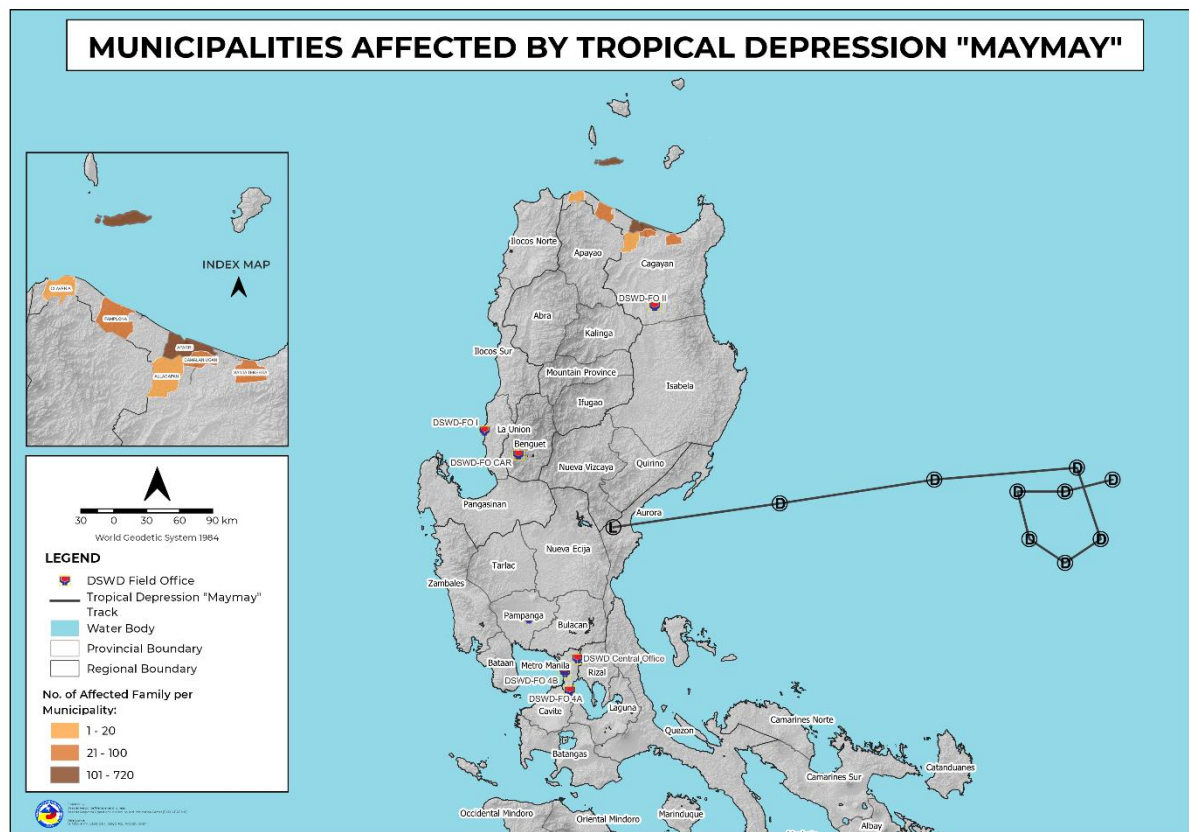 MUNICIPALITIES AFFECTED BY TROPICAL DEPRESSION "MAYMAY"
INDEX MAP
PAMPLONA
CAMALANIUGAN
ALLACAPAN
30 0 30 60 90 km
World Geodetic System 1984
LEGEND
DSWD Field Office
Tropical Depression "Maymay"
Track
Water Body
Provincial Boundary
Regional Boundary
No. of Affected Family per
Municipality:
1 - 20
21 - 100
101 - 720
Ilocos Norte
Apayao
Cagayan
DSWD-FO II
Abra
Kalinga
Ilocos Sur
Mountain Province
Isabela
Ifugao
DSWD-FO I
La Union
Benguet
DSWD-FO CAR
Nueva Vizcaya
Quirino
Pangasinan
Aurora
L D D D D D D D D D
Nueva Ecija
Tarlac
Zambales
Pampanga
Bulacan
Bataan
Metro Manila
DSWD Central Office
Rizal
DSWD-FO 4B
DSWD-FO 4A
Cavite
Laguna
Quezon
Batangas
Camarines Norte
Camarines Sur
Catanduanes
Occidental Mindoro
Oriental Mindoro
Marinduque
Albay